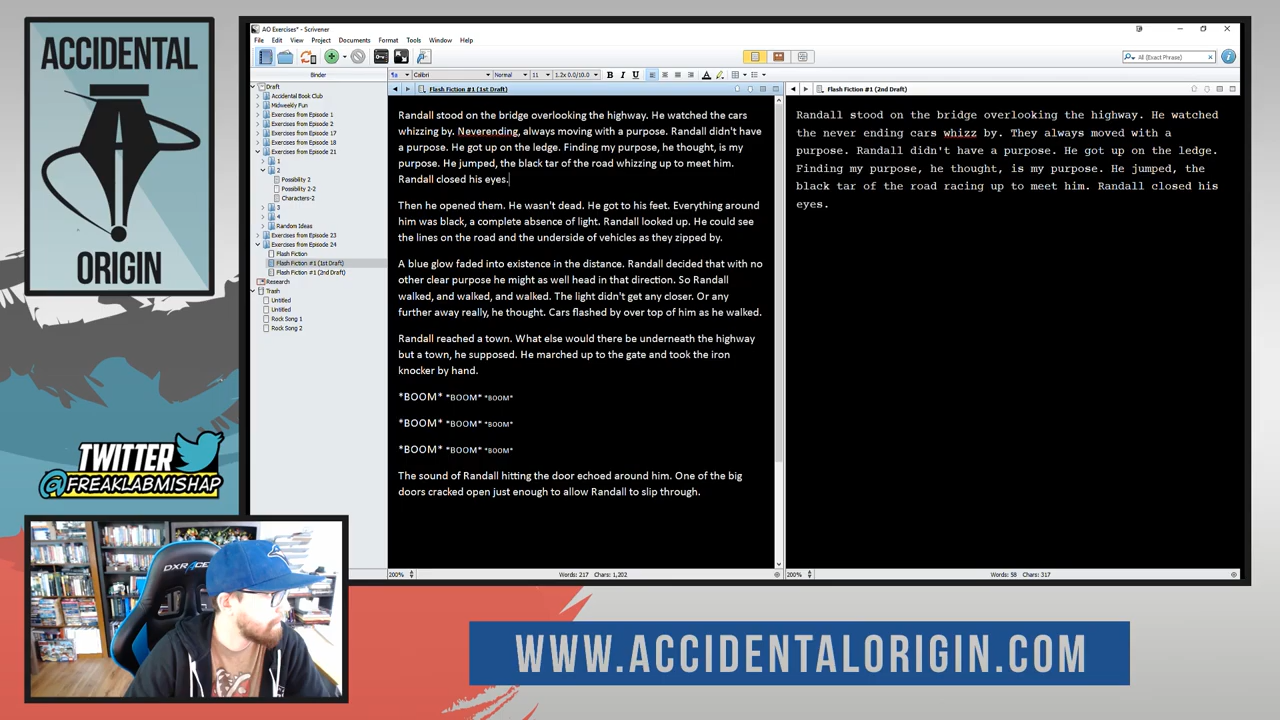 ACCIDENTAL
ORIGIN
TWITTER
@FREAKLABMISHAP
DXRACER
AO Exercises* - Scrivener
File Edit View Project Documents Format Tools Window Help
All (Exact Phrase)
Binder
Calibri Normal 11 1.2x 0.0/10.0
B I U
Draft
Accidental Book Club
Midweekly Fun
Exercises from Episode 1
Exercises from Episode 2
Exercises from Episode 17
Exercises from Episode 18
Exercises from Episode 21
1
2
Possibility 2
Possibility 2-2
Characters-2
3
4
Random Ideas
Exercises from Episode 23
Exercises from Episode 24
Flash Fiction
Flash Fiction #1 (1st Draft)
Flash Fiction #1 (2nd Draft)
Research
Trash
Untitled
Untitled
Rock Song 1
Rock Song 2
Flash Fiction #1 (1st Draft)
Randall stood on the bridge overlooking the highway. He watched the cars
whizzing by. Neverending, always moving with a purpose. Randall didn't have
a purpose. He got up on the ledge. Finding my purpose, he thought, is my
purpose. He jumped, the black tar of the road whizzing up to meet him.
Randall closed his eyes.
Then he opened them. He wasn't dead. He got to his feet. Everything around
him was black, a complete absence of light. Randall looked up. He could see
the lines on the road and the underside of vehicles as they zipped by.
A blue glow faded into existence in the distance. Randall decided that with no
other clear purpose he might as well head in that direction. So Randall
walked, and walked, and walked. The light didn't get any closer. Or any
further away really, he thought. Cars flashed by over top of him as he walked.
Randall reached a town. What else would there be underneath the highway
but a town, he supposed. He marched up to the gate and took the iron
knocker by hand.
*BOOM* *BOOM* *BOOM*
*BOOM* *BOOM* *BOOM*
*BOOM* *BOOM* *BOOM*
The sound of Randall hitting the door echoed around him. One of the big
doors cracked open just enough to allow Randall to slip through.
200% Words: 217 Chars: 1,202
Flash Fiction #1 (2nd Draft)
Randall stood on the bridge overlooking the highway. He watched
the never ending cars whizz by. They always moved with a
purpose. Randall didn't have a purpose. He got up on the ledge.
Finding my purpose, he thought, is my purpose. He jumped, the
black tar of the road racing up to meet him. Randall closed his
eyes.
200% Words: 58 Chars: 317
WWW.ACCIDENTALORIGIN.COM